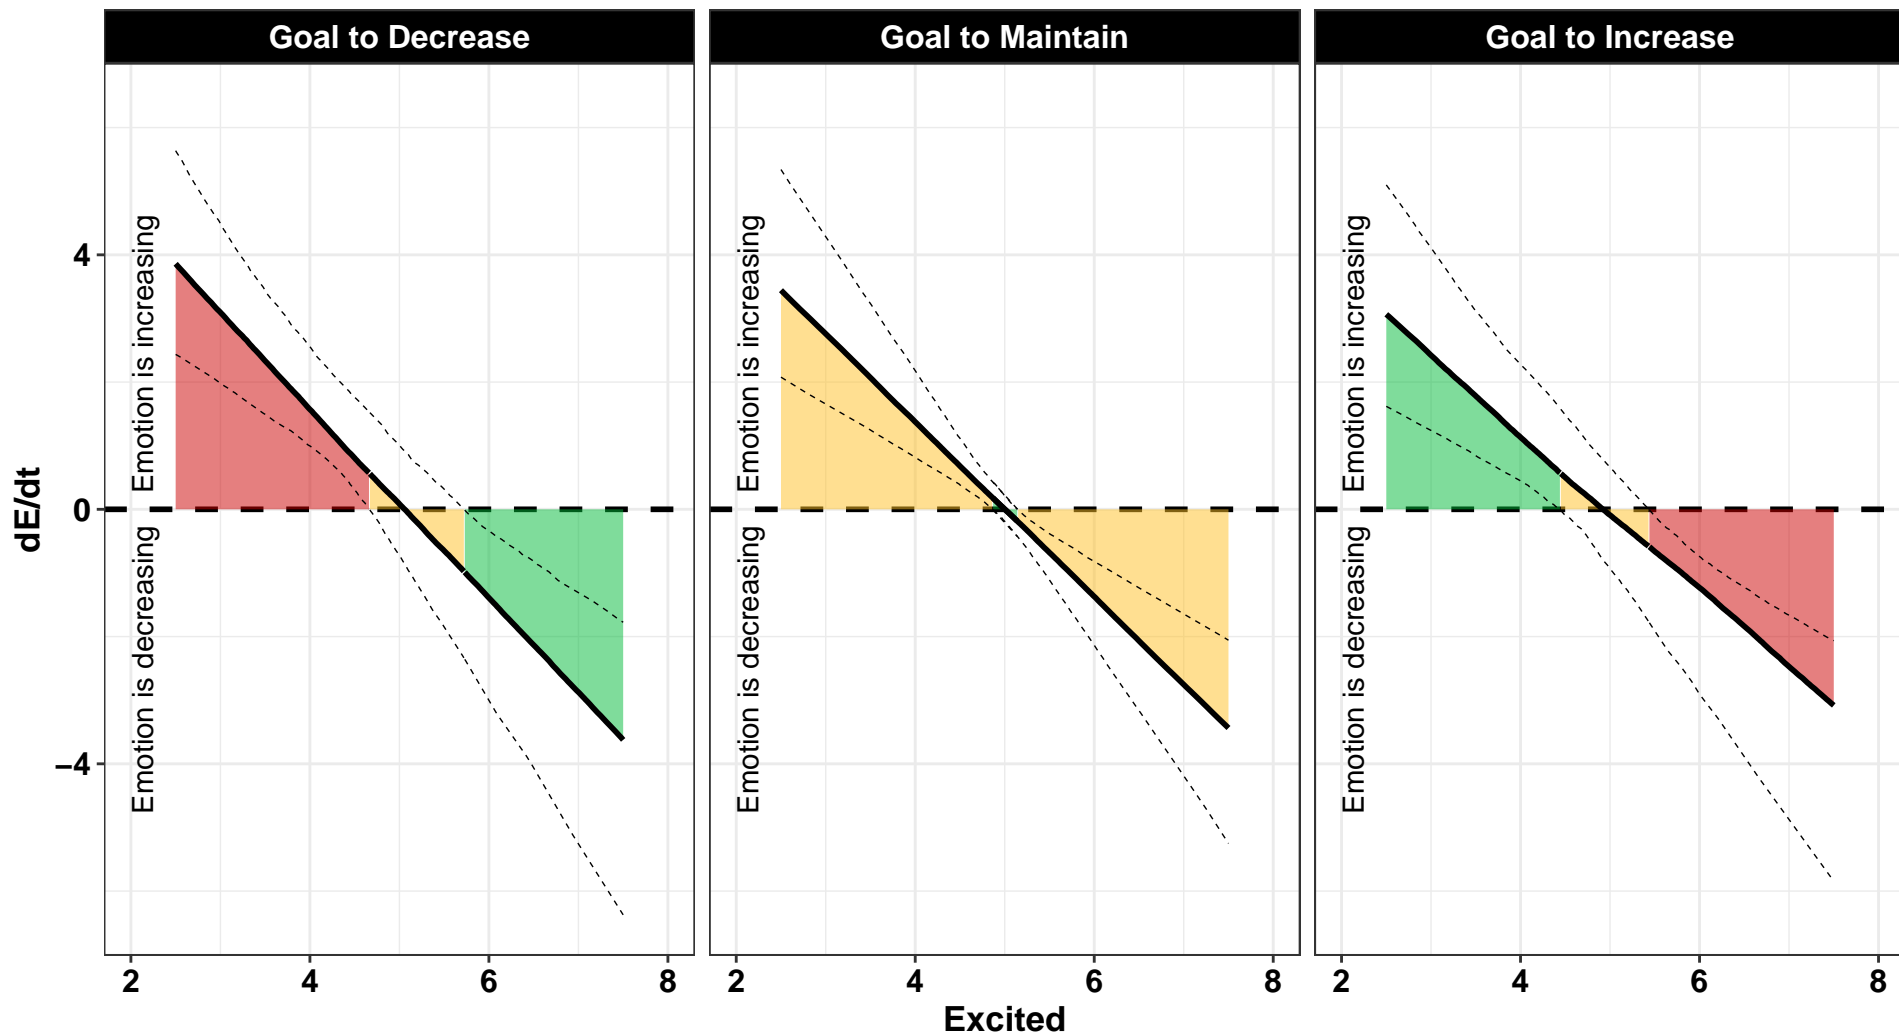 Goal to Decrease
Goal to Maintain
Goal to Increase
dE/dt
4
0
−4
Emotion is increasing
Emotion is decreasing
Emotion is increasing
Emotion is decreasing
Emotion is increasing
Emotion is decreasing
2 4 6 8
2 4 6 8
2 4 6 8
Excited